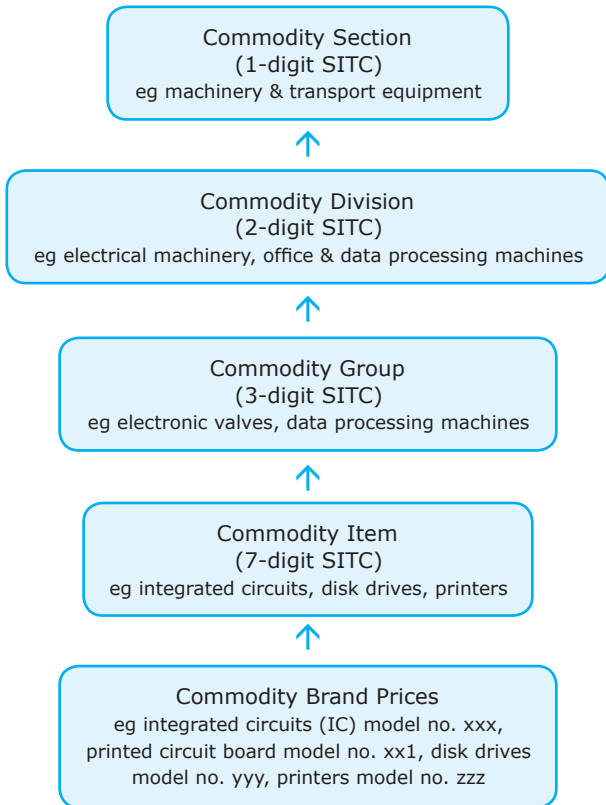 Commodity Section
(1-digit SITC)
eg machinery & transport equipment
Commodity Division
(2-digit SITC)
eg electrical machinery, office & data processing machines
Commodity Group
(3-digit SITC)
eg electronic valves, data processing machines
Commodity Item
(7-digit SITC)
eg integrated circuits, disk drives, printers
Commodity Brand Prices
eg integrated circuits (IC) model no. xxx,
printed circuit board model no. xx1, disk drives
model no. yyy, printers model no. zzz